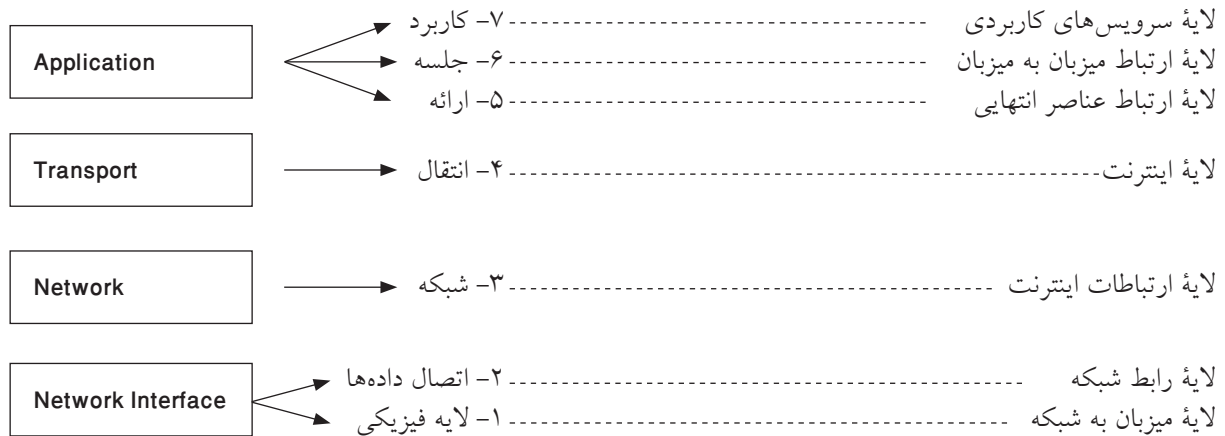 لایهٔ سرویس‌های کاربردی ---------- ۷– کاربرد
Application
لایهٔ ارتباط میزبان به میزبان ---------- ۶– جلسه
لایهٔ ارتباط عناصر انتهایی ---------- ۵– ارائه
لایهٔ اینترنت ---------- ۴– انتقال
Transport
لایهٔ ارتباطات اینترنت ---------- ۳– شبکه
Network
لایهٔ رابط شبکه ---------- ۲– اتصال داده‌ها
Network Interface
لایهٔ میزبان به شبکه ---------- ۱– لایه فیزیکی